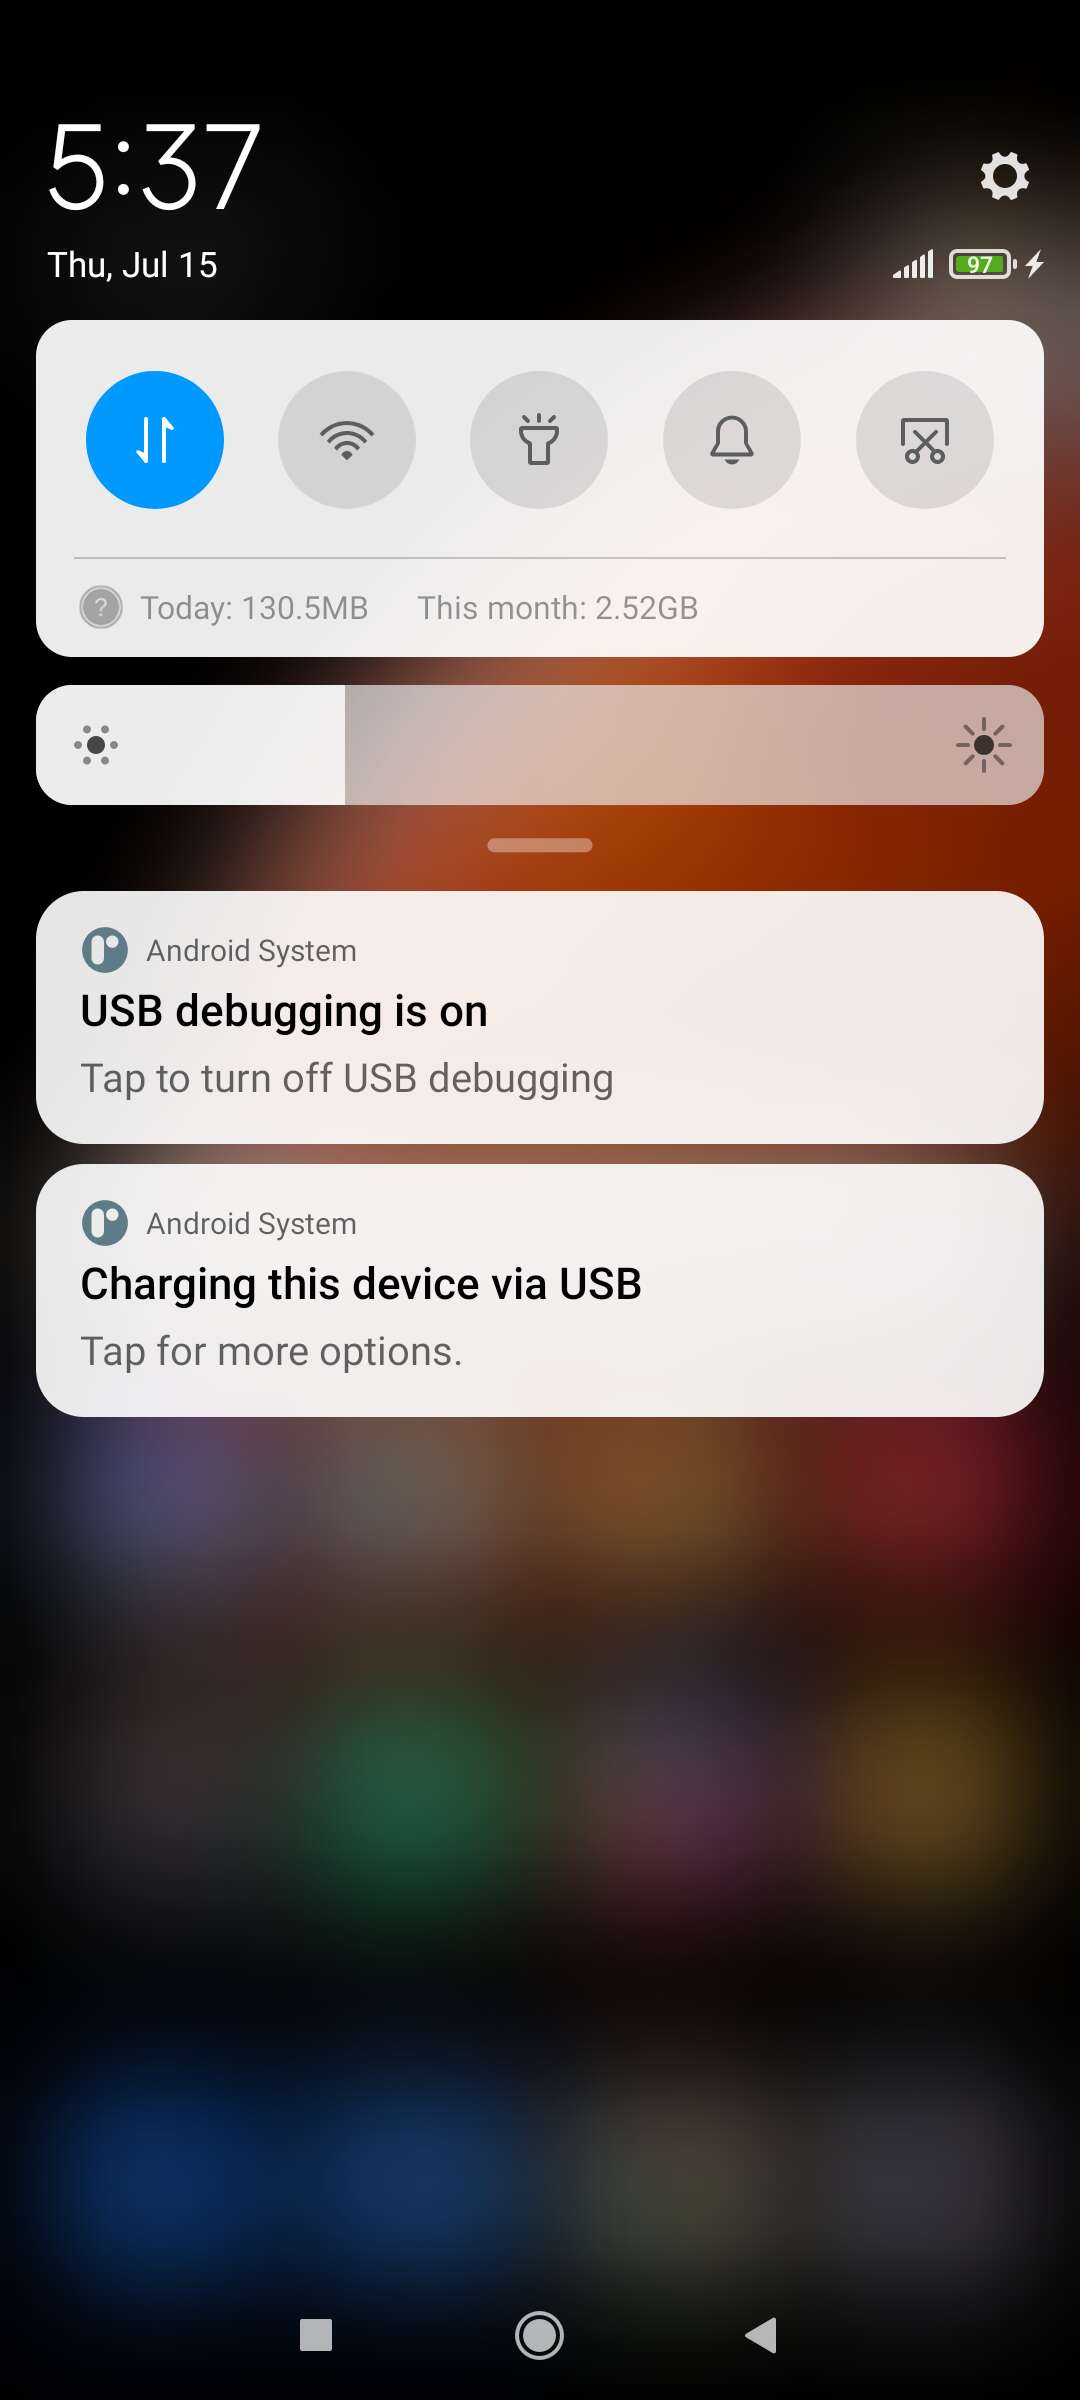 5:37
Thu, Jul 15
97
? Today: 130.5MB This month: 2.52GB
Android System
USB debugging is on
Tap to turn off USB debugging
Android System
Charging this device via USB
Tap for more options.